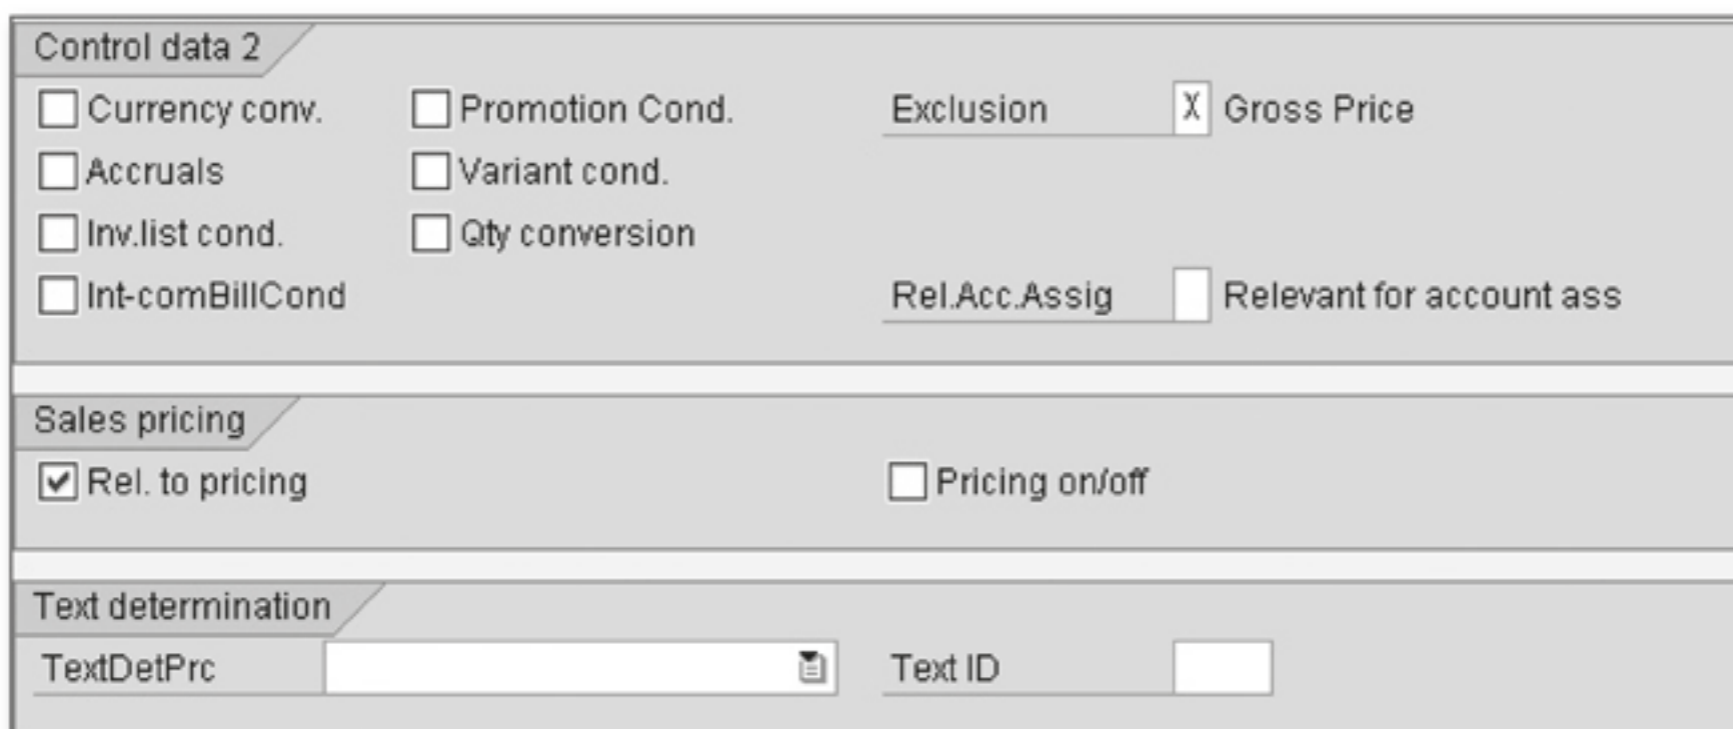 Control data 2
Currency conv. Promotion Cond. Exclusion X Gross Price
Accruals Variant cond.
Inv.list cond. Qty conversion
Int-comBillCond Rel.Acc.Assig Relevant for account ass
Sales pricing
Rel. to pricing Pricing on/off
Text determination
TextDetPrc Text ID